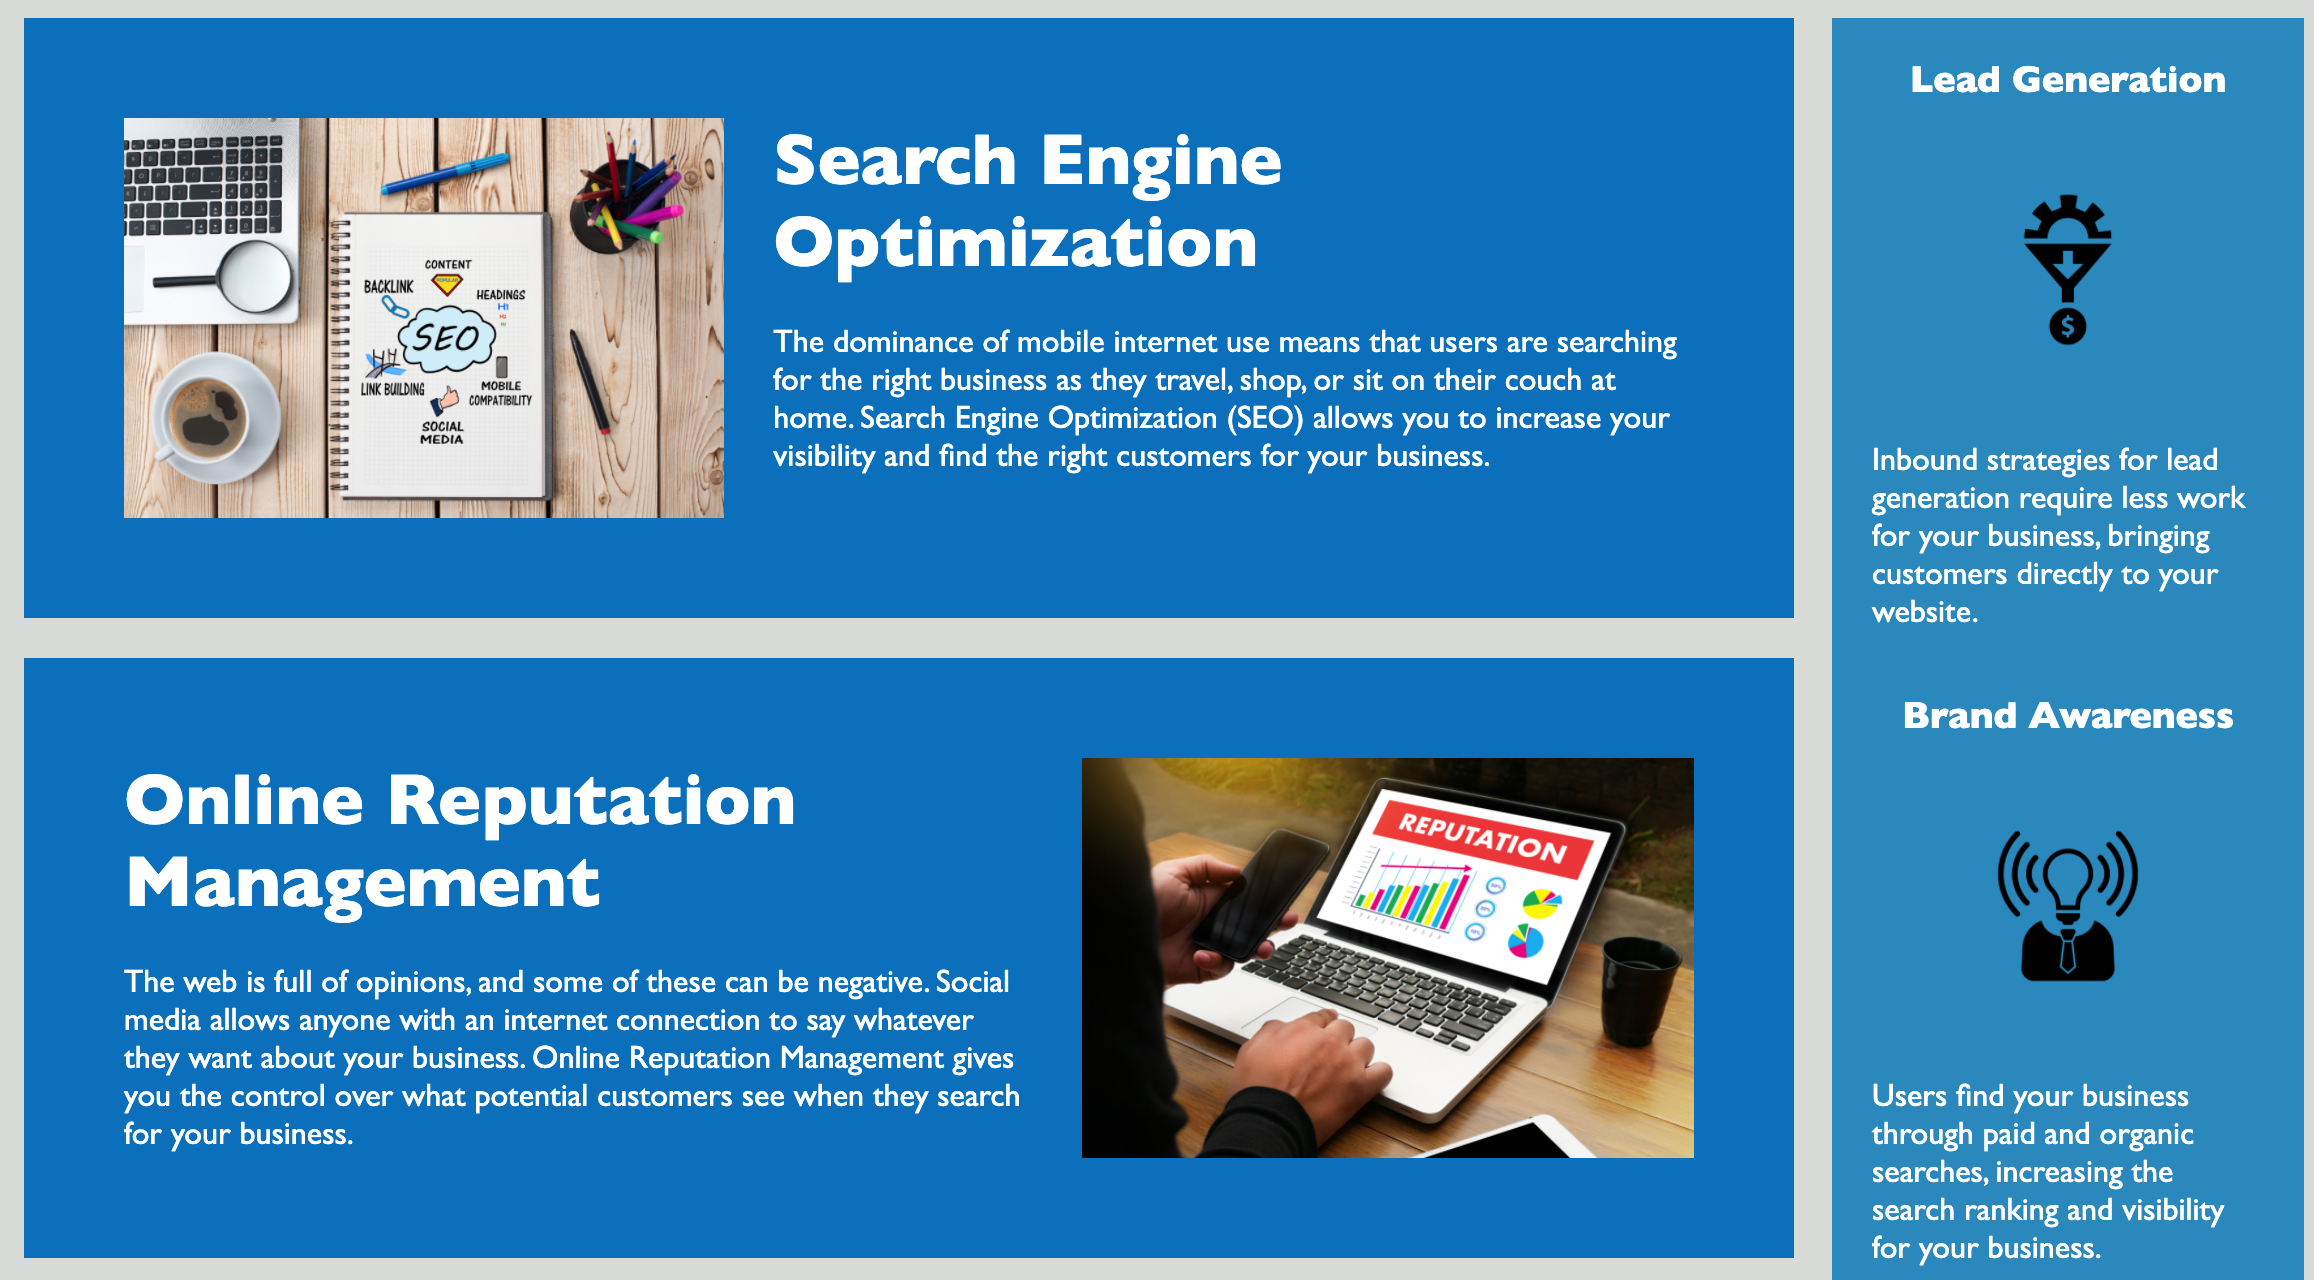 Search Engine
Optimization
The dominance of mobile internet use means that users are searching
for the right business as they travel, shop, or sit on their couch at
home. Search Engine Optimization (SEO) allows you to increase your
visibility and find the right customers for your business.
CONTENT
BACKLINK
HEADINGS
H1
SEO
LINK BUILDING
MOBILE
COMPATIBILITY
SOCIAL
MEDIA
Online Reputation
Management
The web is full of opinions, and some of these can be negative. Social
media allows anyone with an internet connection to say whatever
they want about your business. Online Reputation Management gives
you the control over what potential customers see when they search
for your business.
REPUTATION
Lead Generation
$
Inbound strategies for lead
generation require less work
for your business, bringing
customers directly to your
website.
Brand Awareness
Users find your business
through paid and organic
searches, increasing the
search ranking and visibility
for your business.